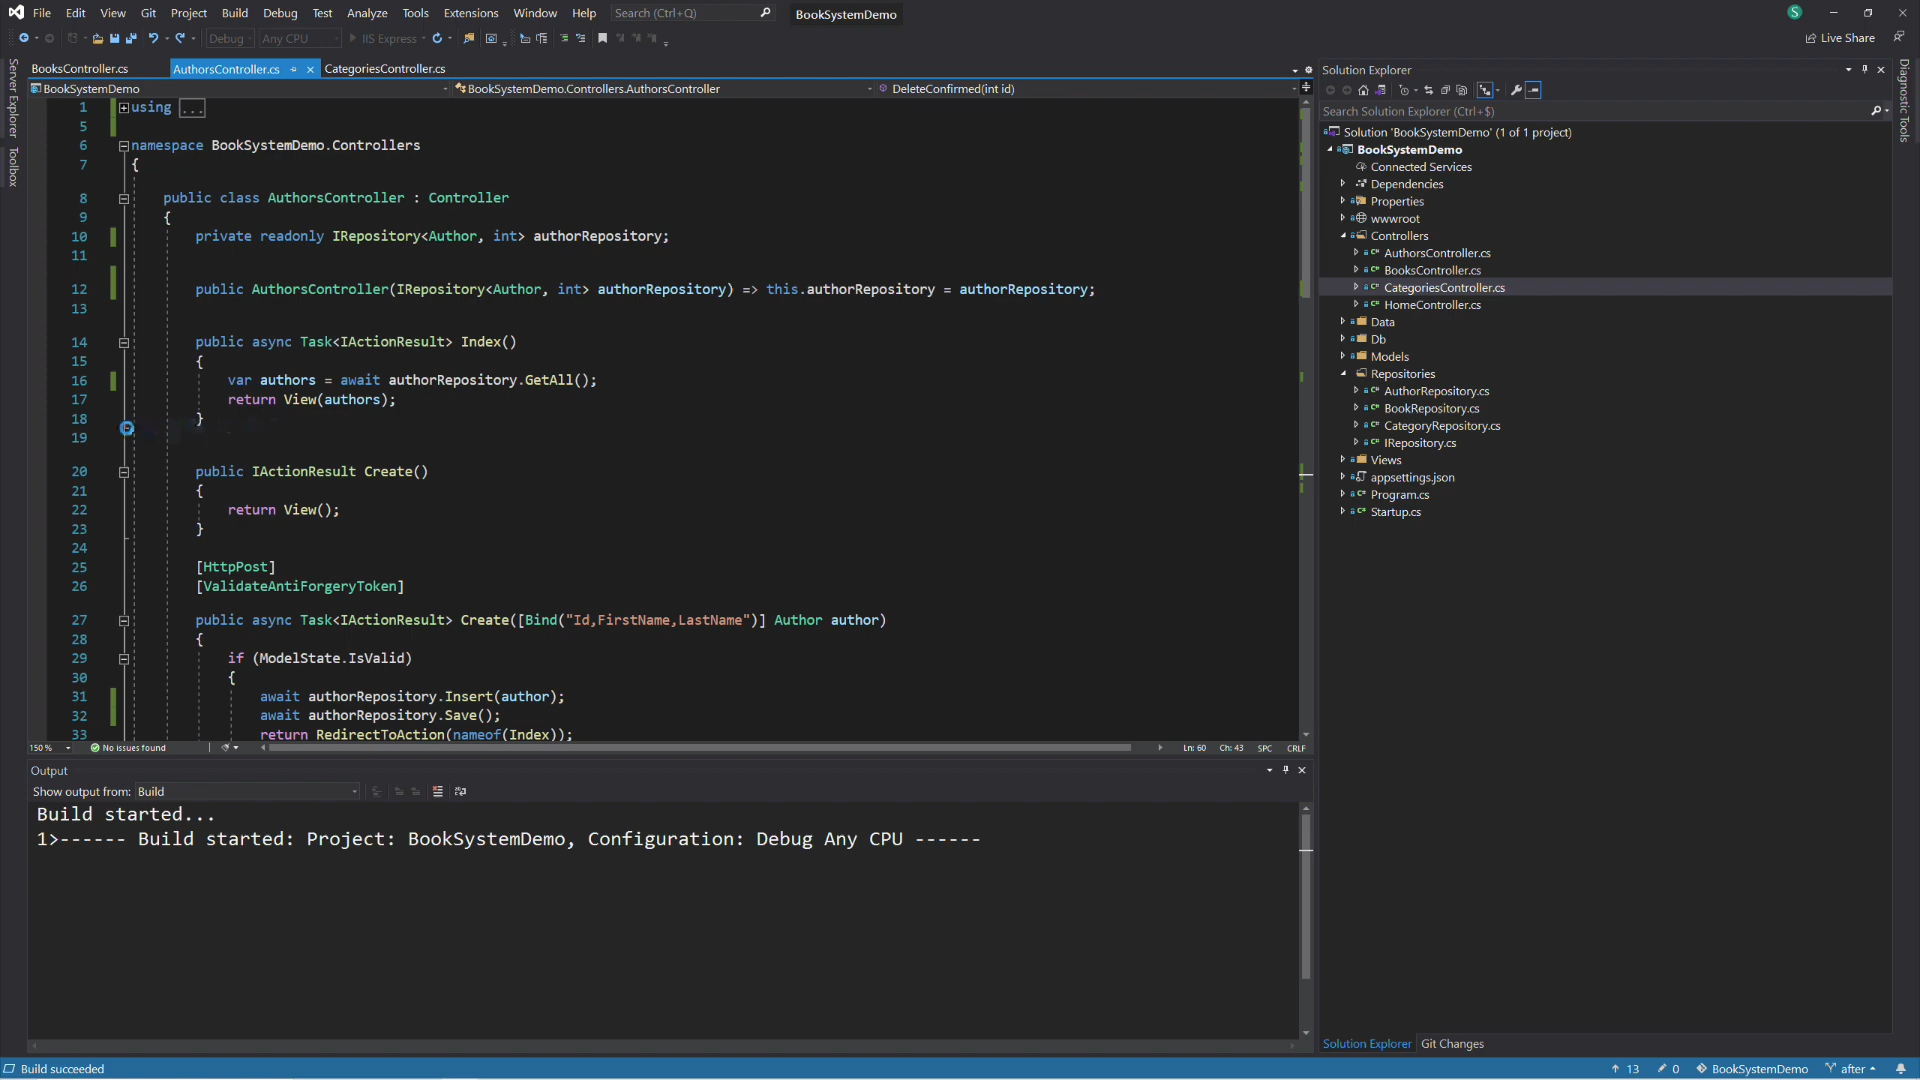 File Edit View Git Project Build Debug Test Analyze Tools Extensions Window Help Search (Ctrl+Q) BookSystemDemo S
Debug Any CPU IIS Express Live Share
BooksController.cs AuthorsController.cs CategoriesController.cs
BookSystemDemo BookSystemDemo.Controllers.AuthorsController DeleteConfirmed(int id)
Server Explorer
Toolbox
1 using ...
5
6 namespace BookSystemDemo.Controllers
7 {
8 public class AuthorsController : Controller
9 {
10 private readonly IRepository<Author, int> authorRepository;
11
12 public AuthorsController(IRepository<Author, int> authorRepository) => this.authorRepository = authorRepository;
13
14 public async Task<IActionResult> Index()
15 {
16 var authors = await authorRepository.GetAll();
17 return View(authors);
18 }
19
20 public IActionResult Create()
21 {
22 return View();
23 }
24
25 [HttpPost]
26 [ValidateAntiForgeryToken]
27 public async Task<IActionResult> Create([Bind("Id,FirstName,LastName")] Author author)
28 {
29 if (ModelState.IsValid)
30 {
31 await authorRepository.Insert(author);
32 await authorRepository.Save();
33 return RedirectToAction(nameof(Index));
150 % No issues found Ln: 60 Ch: 43 SPC CRLF
Output
Show output from: Build
Build started...
1>------ Build started: Project: BookSystemDemo, Configuration: Debug Any CPU ------
Solution Explorer
Search Solution Explorer (Ctrl+$)
Solution 'BookSystemDemo' (1 of 1 project)
BookSystemDemo
Connected Services
Dependencies
Properties
wwwroot
Controllers
AuthorsController.cs
BooksController.cs
CategoriesController.cs
HomeController.cs
Data
Db
Models
Repositories
AuthorRepository.cs
BookRepository.cs
CategoryRepository.cs
IRepository.cs
Views
appsettings.json
Program.cs
Startup.cs
Solution Explorer Git Changes
Diagnostic Tools
Build succeeded 13 0 BookSystemDemo after